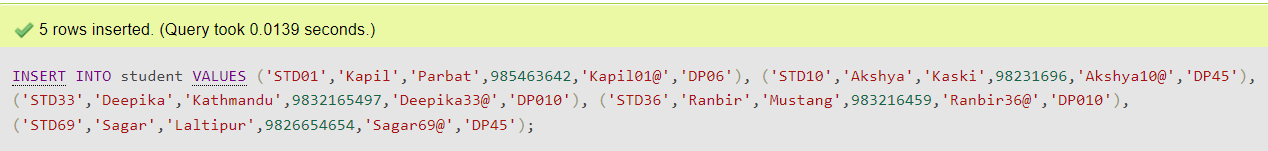 5 rows inserted. (Query took 0.0139 seconds.)
INSERT INTO student VALUES ('STD01','Kapil','Parbat',985463642,'Kapil01@','DP06'), ('STD10','Akshya','Kaski',98231696,'Akshya10@','DP45'),
('STD33','Deepika','Kathmandu',9832165497,'Deepika33@','DP010'), ('STD36','Ranbir','Mustang',983216459,'Ranbir36@','DP010'),
('STD69','Sagar','Laltipur',9826654654,'Sagar69@','DP45');